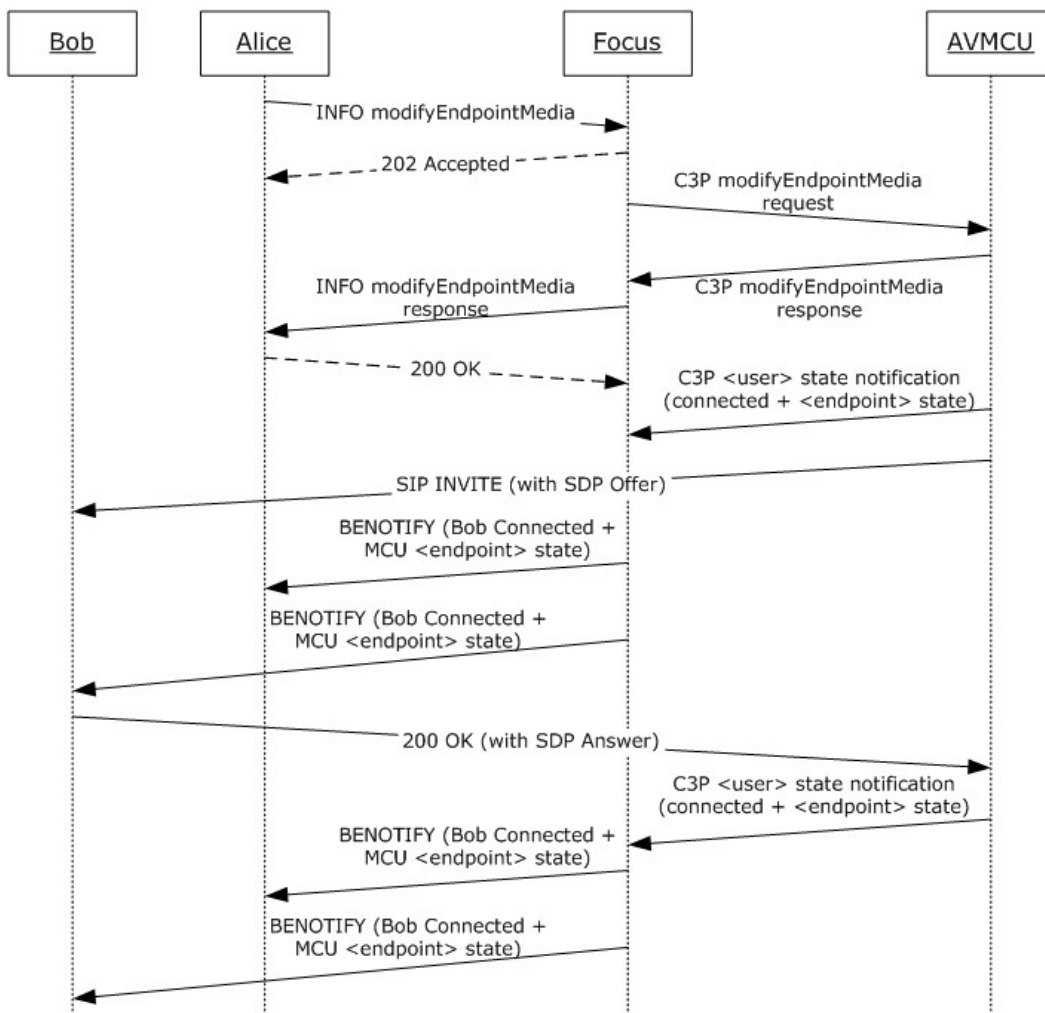 Bob
Alice
Focus
AVMCU
INFO modifyEndpointMedia
202 Accepted
C3P modifyEndpointMedia
request
INFO modifyEndpointMedia
response
C3P modifyEndpointMedia
response
200 OK
C3P <user> state notification
(connected + <endpoint> state)
SIP INVITE (with SDP Offer)
BENOTIFY (Bob Connected +
MCU <endpoint> state)
BENOTIFY (Bob Connected +
MCU <endpoint> state)
200 OK (with SDP Answer)
C3P <user> state notification
(connected + <endpoint> state)
BENOTIFY (Bob Connected +
MCU <endpoint> state)
BENOTIFY (Bob Connected +
MCU <endpoint> state)